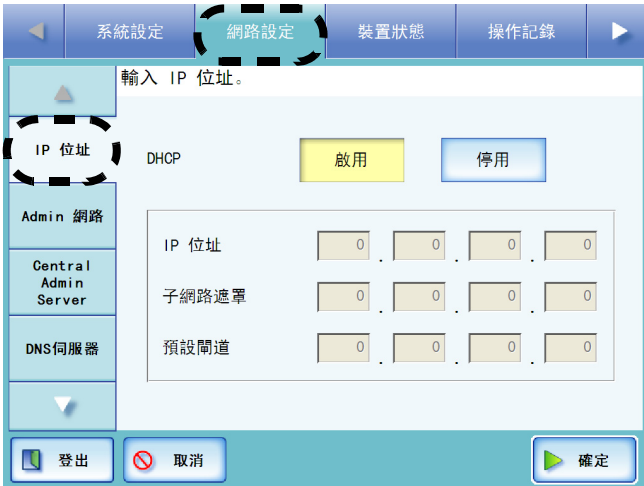 系統設定
網路設定
裝置狀態
操作記錄
輸入 IP 位址。
IP 位址
Admin 網路
Central
Admin
Server
DNS伺服器
DHCP
啟用
停用
IP 位址
0 . 0 . 0 . 0
子網路遮罩
0 . 0 . 0 . 0
預設閘道
0 . 0 . 0 . 0
登出
取消
確定